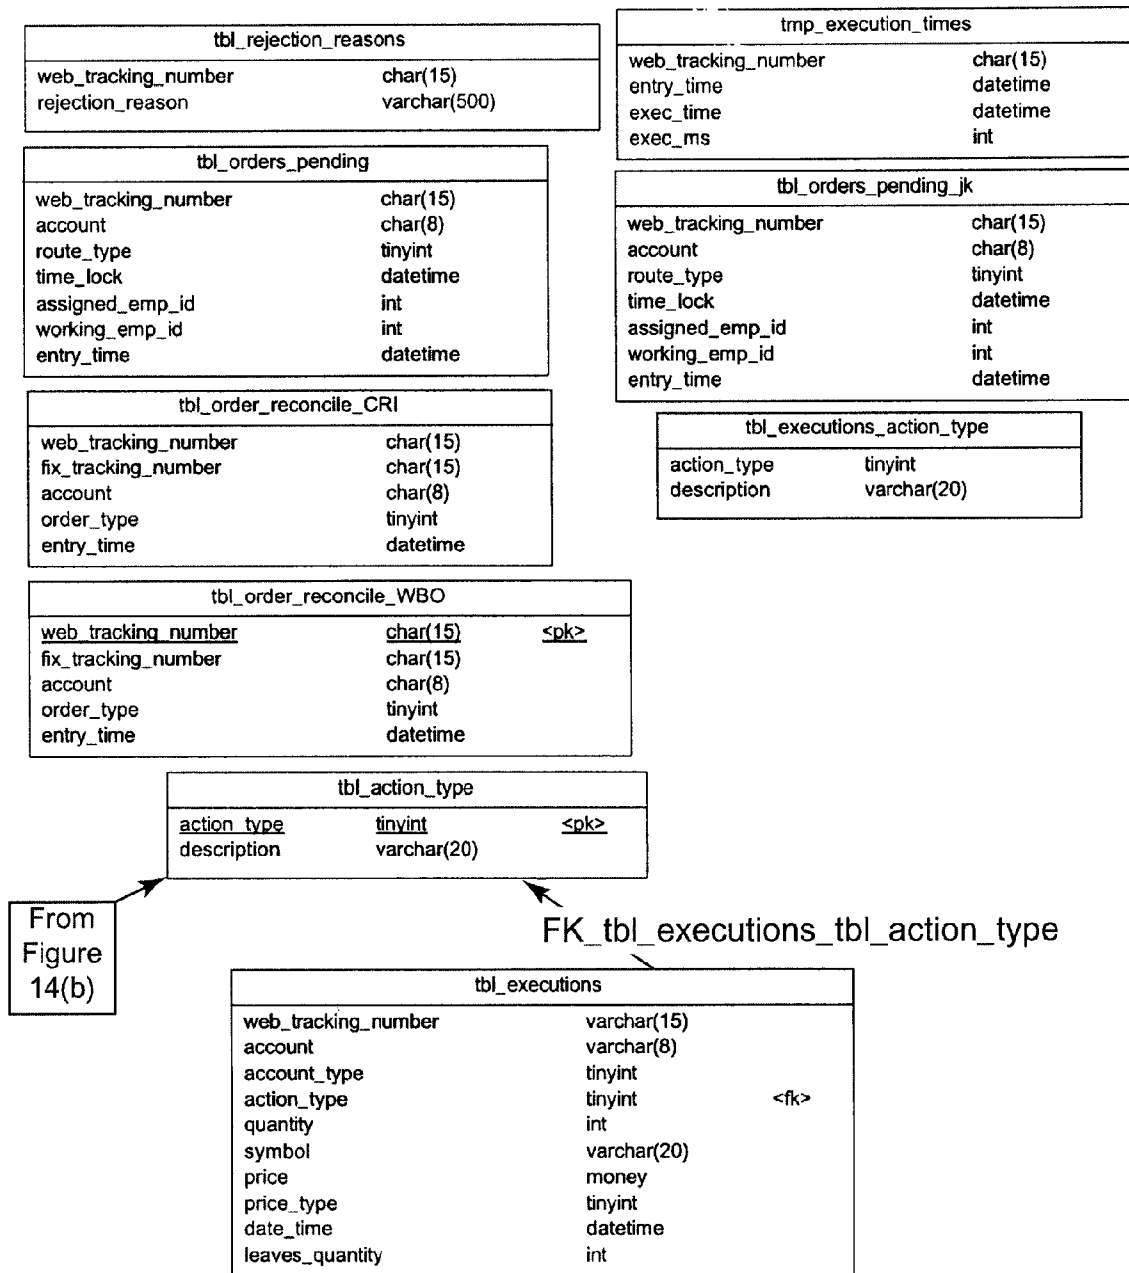 tbl_rejection_reasons
web_tracking_number char(15)
rejection_reason varchar(500)
tmp_execution_times
web_tracking_number char(15)
entry_time datetime
exec_time datetime
exec_ms int
tbl_orders_pending
web_tracking_number char(15)
account char(8)
route_type tinyint
time_lock datetime
assigned_emp_id int
working_emp_id int
entry_time datetime
tbl_orders_pending_jk
web_tracking_number char(15)
account char(8)
route_type tinyint
time_lock datetime
assigned_emp_id int
working_emp_id int
entry_time datetime
tbl_order_reconcile_CRI
web_tracking_number char(15)
fix_tracking_number char(15)
account char(8)
order_type tinyint
entry_time datetime
tbl_executions_action_type
action_type tinyint
description varchar(20)
tbl_order_reconcile_WBO
web_tracking_number char(15) <pk>
fix_tracking_number char(15)
account char(8)
order_type tinyint
entry_time datetime
tbl_action_type
action_type tinyint <pk>
description varchar(20)
From
Figure
14(b)
FK_tbl_executions_tbl_action_type
tbl_executions
web_tracking_number varchar(15)
account varchar(8)
account_type tinyint
action_type tinyint <fk>
quantity int
symbol varchar(20)
price money
price_type tinyint
date_time datetime
leaves_quantity int